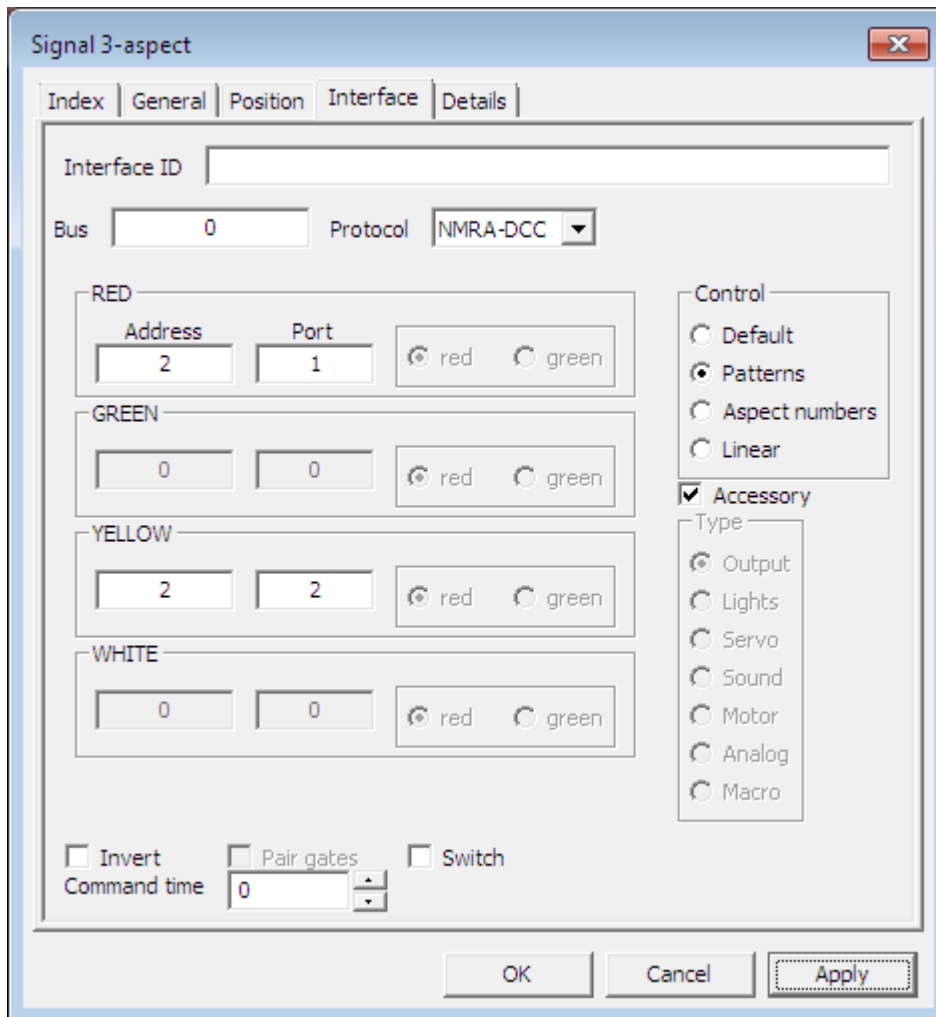 Signal 3-aspect
Index General Position Interface Details
Interface ID
Bus 0 Protocol NMRA-DCC
RED
Address Port
2 1 red green
GREEN
0 0 red green
YELLOW
2 2 red green
WHITE
0 0 red green
Control
Default
Patterns
Aspect numbers
Linear
Accessory
Type
Output
Lights
Servo
Sound
Motor
Analog
Macro
Invert Pair gates Switch
Command time 0
OK Cancel Apply